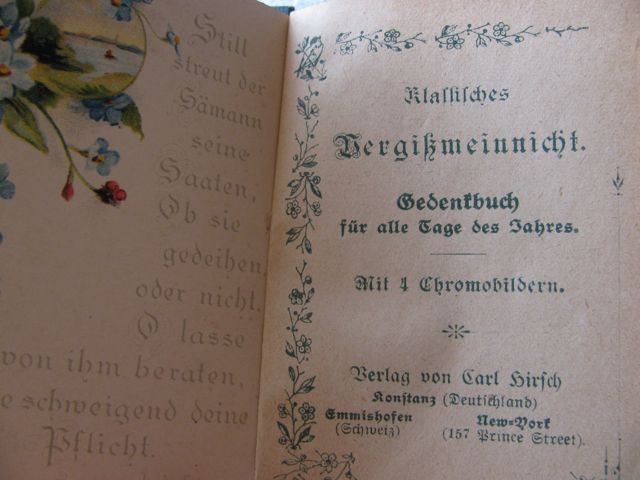 Still
streut der
Sämann
seine
Saaten,
Ob sie
gedeihen,
oder nicht.
O lasse
von ihm beraten,
schweigend deine
Pflicht.
Klassisches
Vergißmeinnicht.
Gedenkbuch
für alle Tage des Jahres.
Mit 4 Chromobildern.
Verlag von Carl Hirsch
Konstanz (Deutschland)
Emmishofen New-York
(Schweiz) (157 Prince Street).